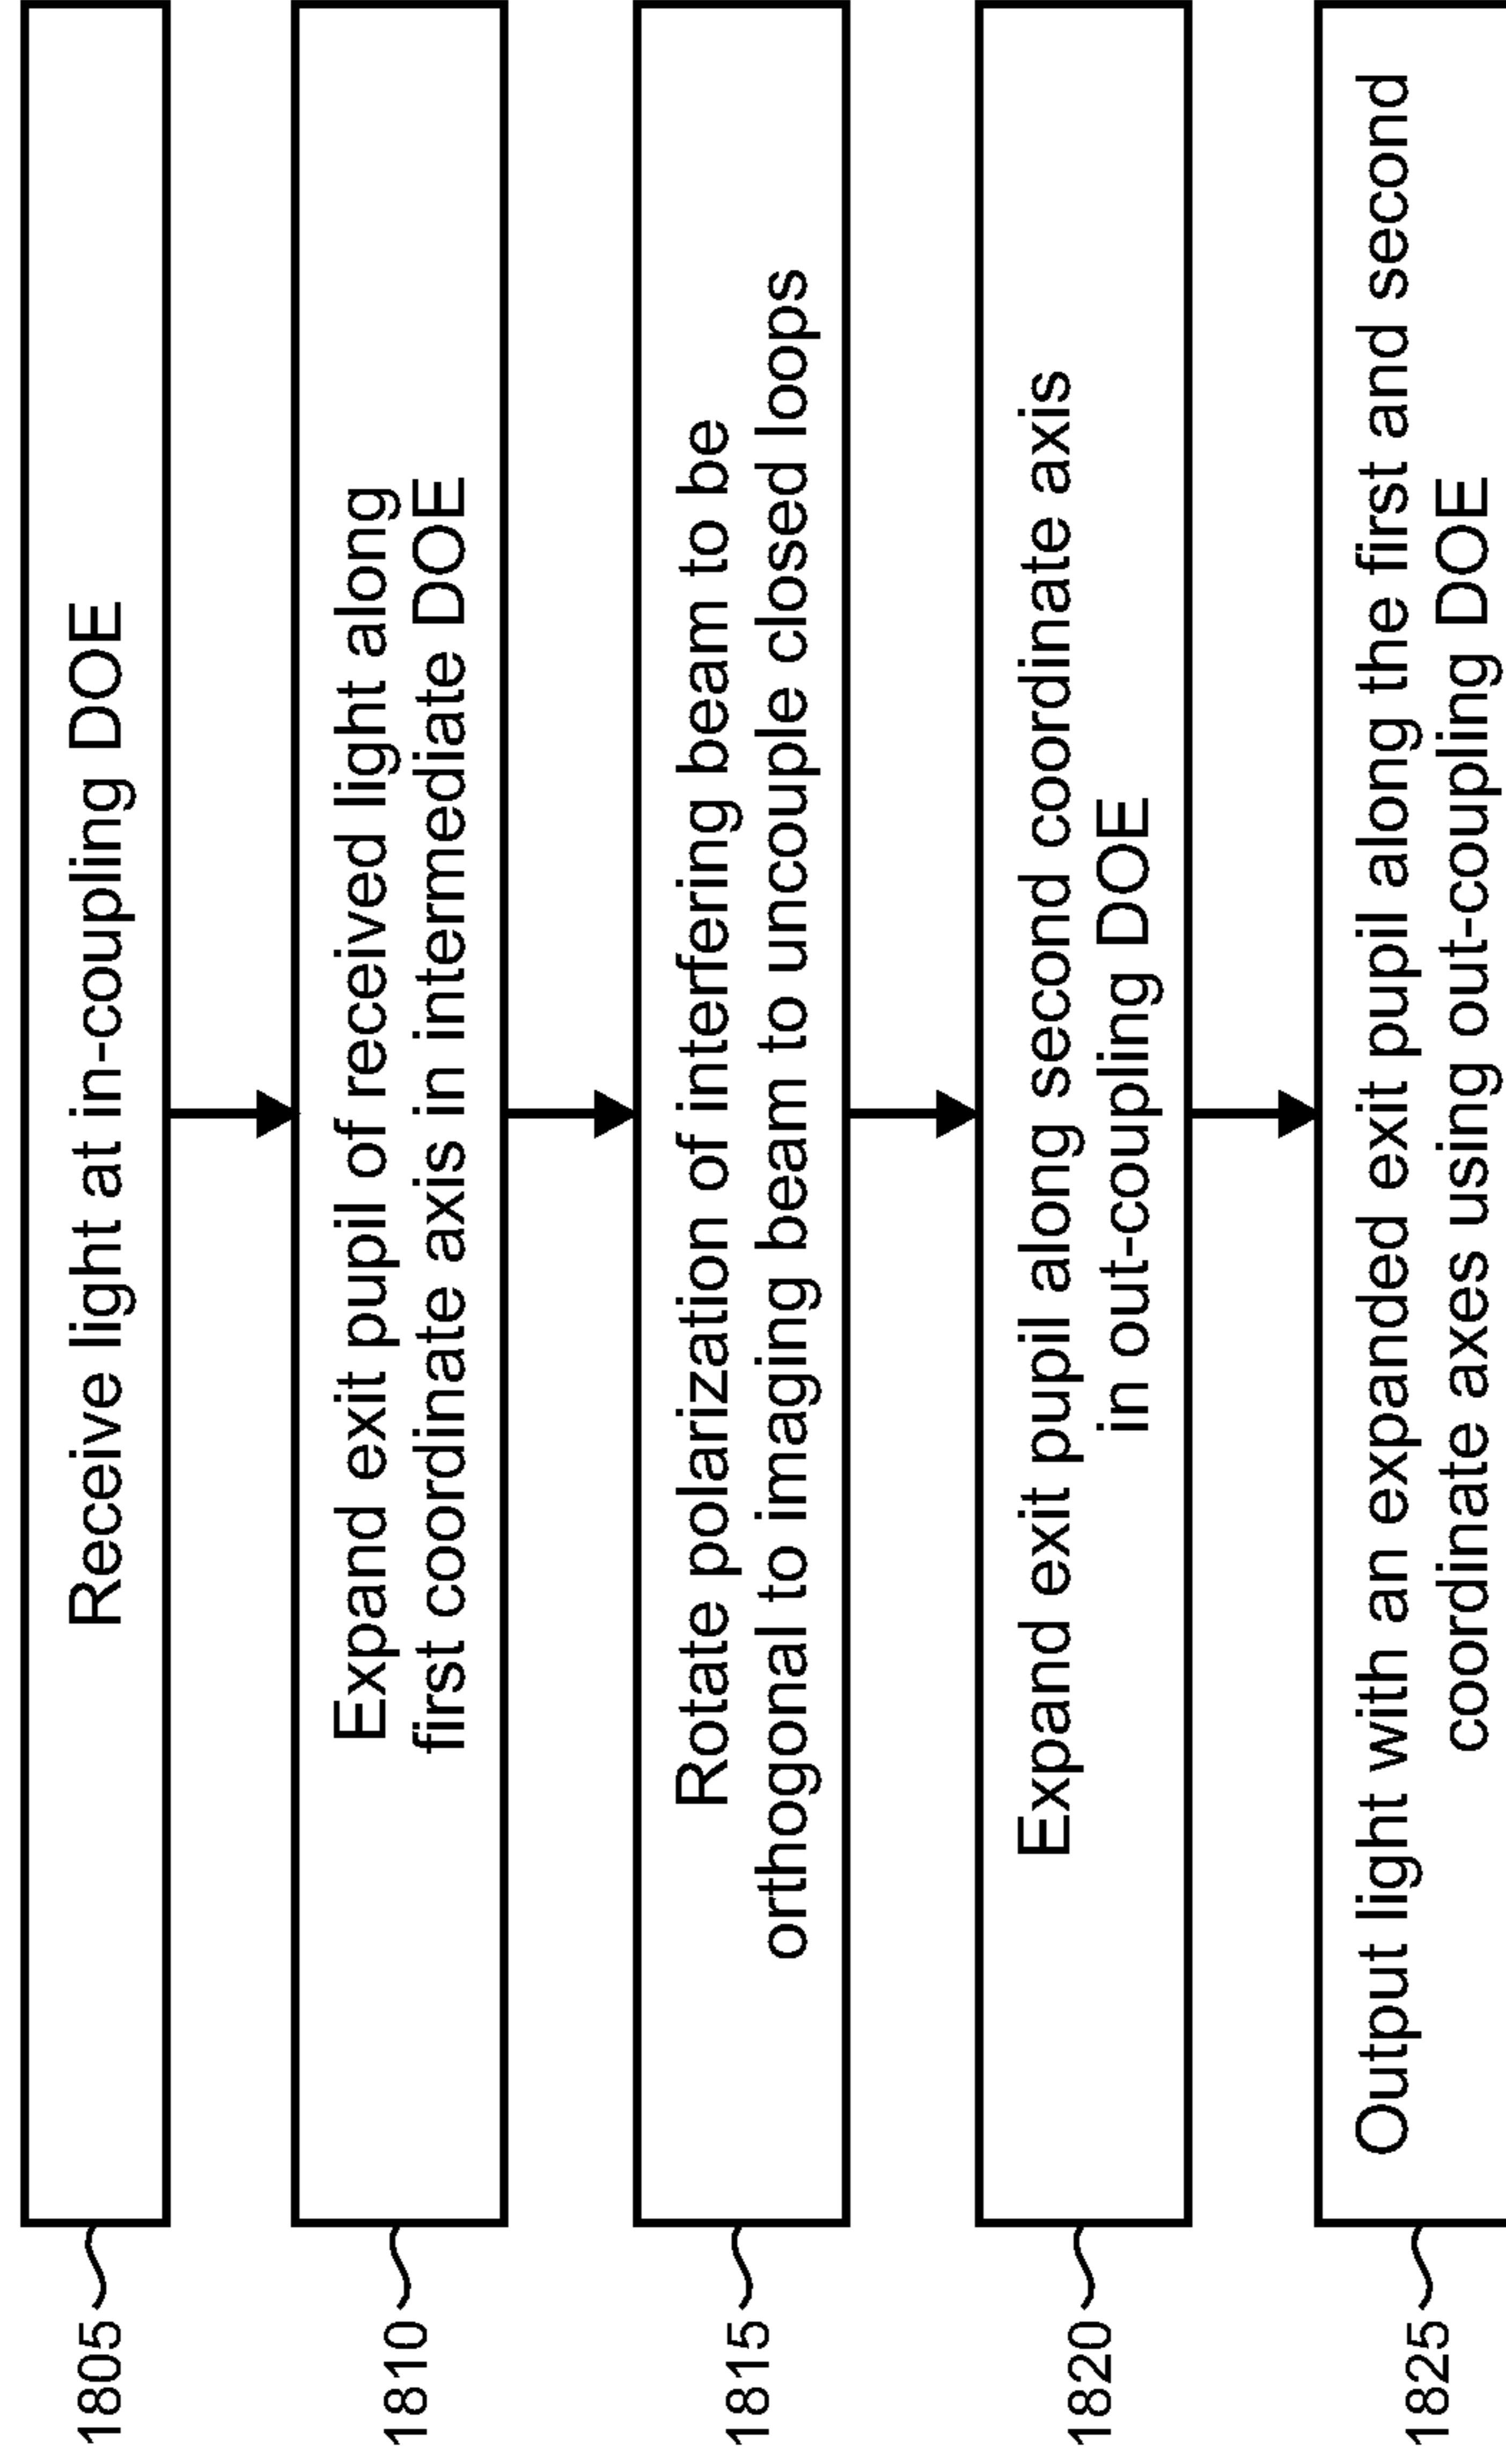 1805
Receive light at in-coupling DOE
1810
Expand exit pupil of received light along
first coordinate axis in intermediate DOE
1815
Rotate polarization of interfering beam to be
orthogonal to imaging beam to uncouple closed loops
1820
Expand exit pupil along second coordinate axis
in out-coupling DOE
1825
Output light with an expanded exit pupil along the first and second
coordinate axes using out-coupling DOE